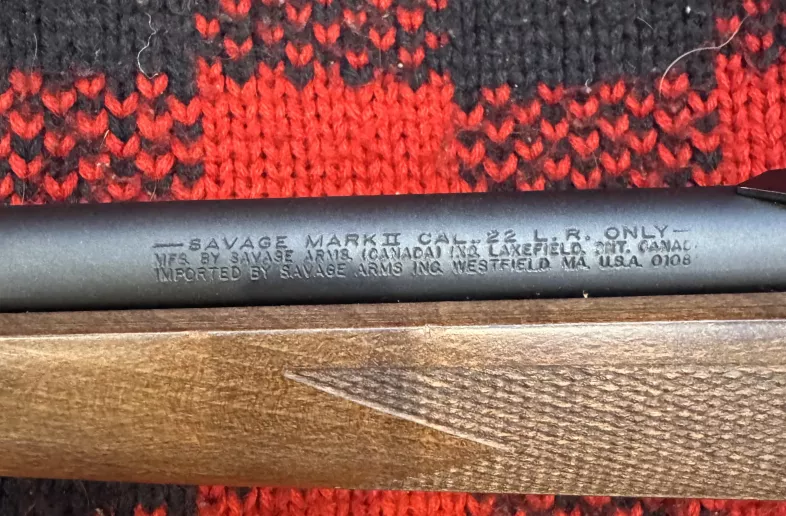 —SAVAGE MARK II CAL. 22 L. R. ONLY—
MFG. BY SAVAGE ARMS. (CANADA) INC. LAKEFIELD. ONT. CANAD
IMPORTED BY SAVAGE ARMS INC. WESTFIELD. MA. U.S.A. 0108